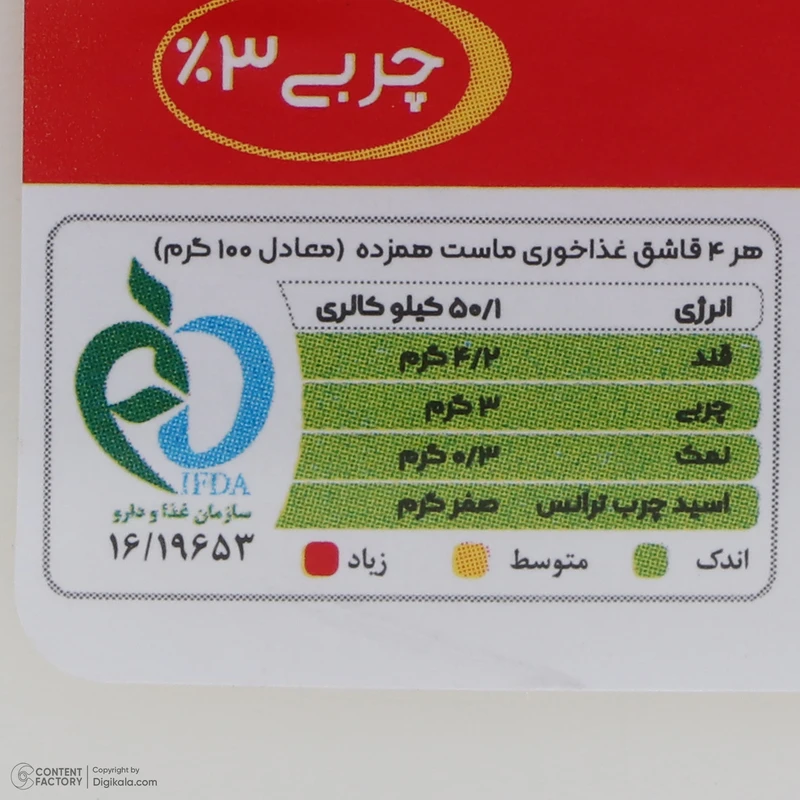 چربی ۳٪
هر ۴ قاشق غذاخوری ماست همزده (معادل ۱۰۰ گرم)
انرژی ۵۰/۱ کیلو کالری
قند ۴/۲ گرم
چربی ۳ گرم
نمک ۰/۳ گرم
اسید چرب ترانس صفر گرم
اندک متوسط زیاد
IFDA
سازمان غذا و دارو
۱۶/۱۹۶۵۳
CONTENT FACTORY
Copyright by
Digikala.com